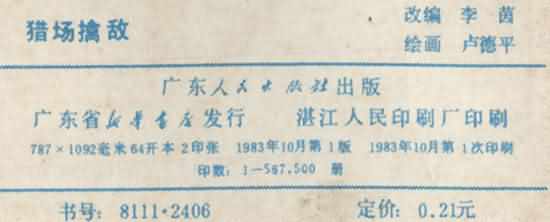 猎场擒敌
改编 李茵
绘画 卢德平
广东人民出版社出版
广东省新华书店发行 湛江人民印刷厂印刷
787×1092毫米64开本 2印张 1983年10月第1版 1983年10月第1次印刷
印数：1—567,500 册
书号：8111·2406 定价：0.21元